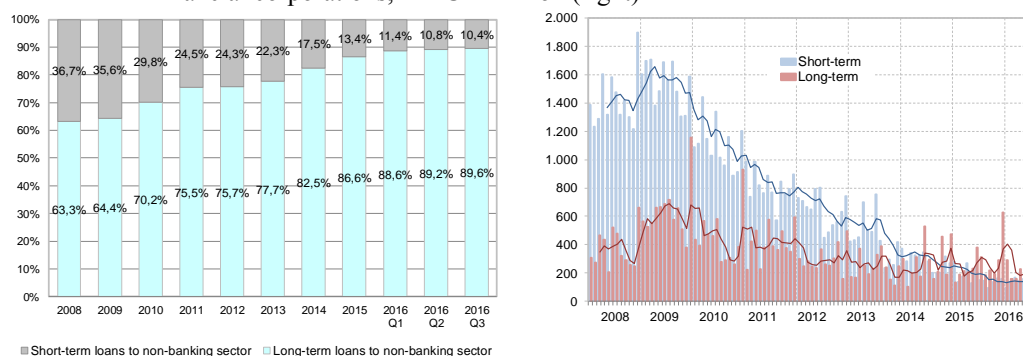 100%
90%
80%
70%
60%
50%
40%
30%
20%
10%
0%
36,7% 35,6% 29,8% 24,5% 24,3% 22,3% 17,5% 13,4% 11,4% 10,8% 10,4%
63,3% 64,4% 70,2% 75,5% 75,7% 77,7% 82,5% 86,6% 88,6% 89,2% 89,6%
2008 2009 2010 2011 2012 2013 2014 2015 2016 2016 2016
Q1 Q2 Q3
Short-term loans to non-banking sector Long-term loans to non-banking sector
2.000
1.800
1.600
1.400
1.200
1.000
800
600
400
200
0
Short-term
Long-term
2008 2009 2010 2011 2012 2013 2014 2015 2016